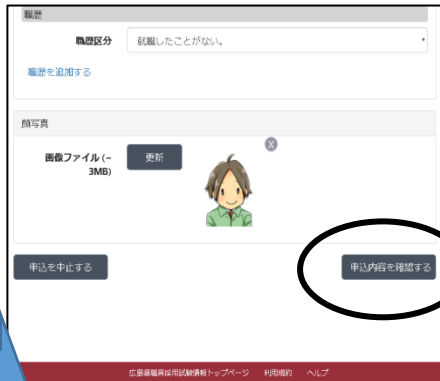 職歴
職歴区分 就職したことがない。
職歴を追加する
顔写真
画像ファイル (~
3MB)
更新
X
申込を中止する 申込内容を確認する
広島県職員採用試験情報トップページ 利用規約 ヘルプ